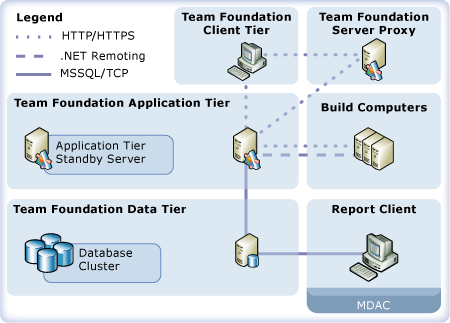 Legend
HTTP/HTTPS
.NET Remoting
MSSQL/TCP
Team Foundation
Client Tier
Team Foundation
Server Proxy
Team Foundation Application Tier
Application Tier
Standby Server
Build Computers
Team Foundation Data Tier
Database
Cluster
Report Client
MDAC